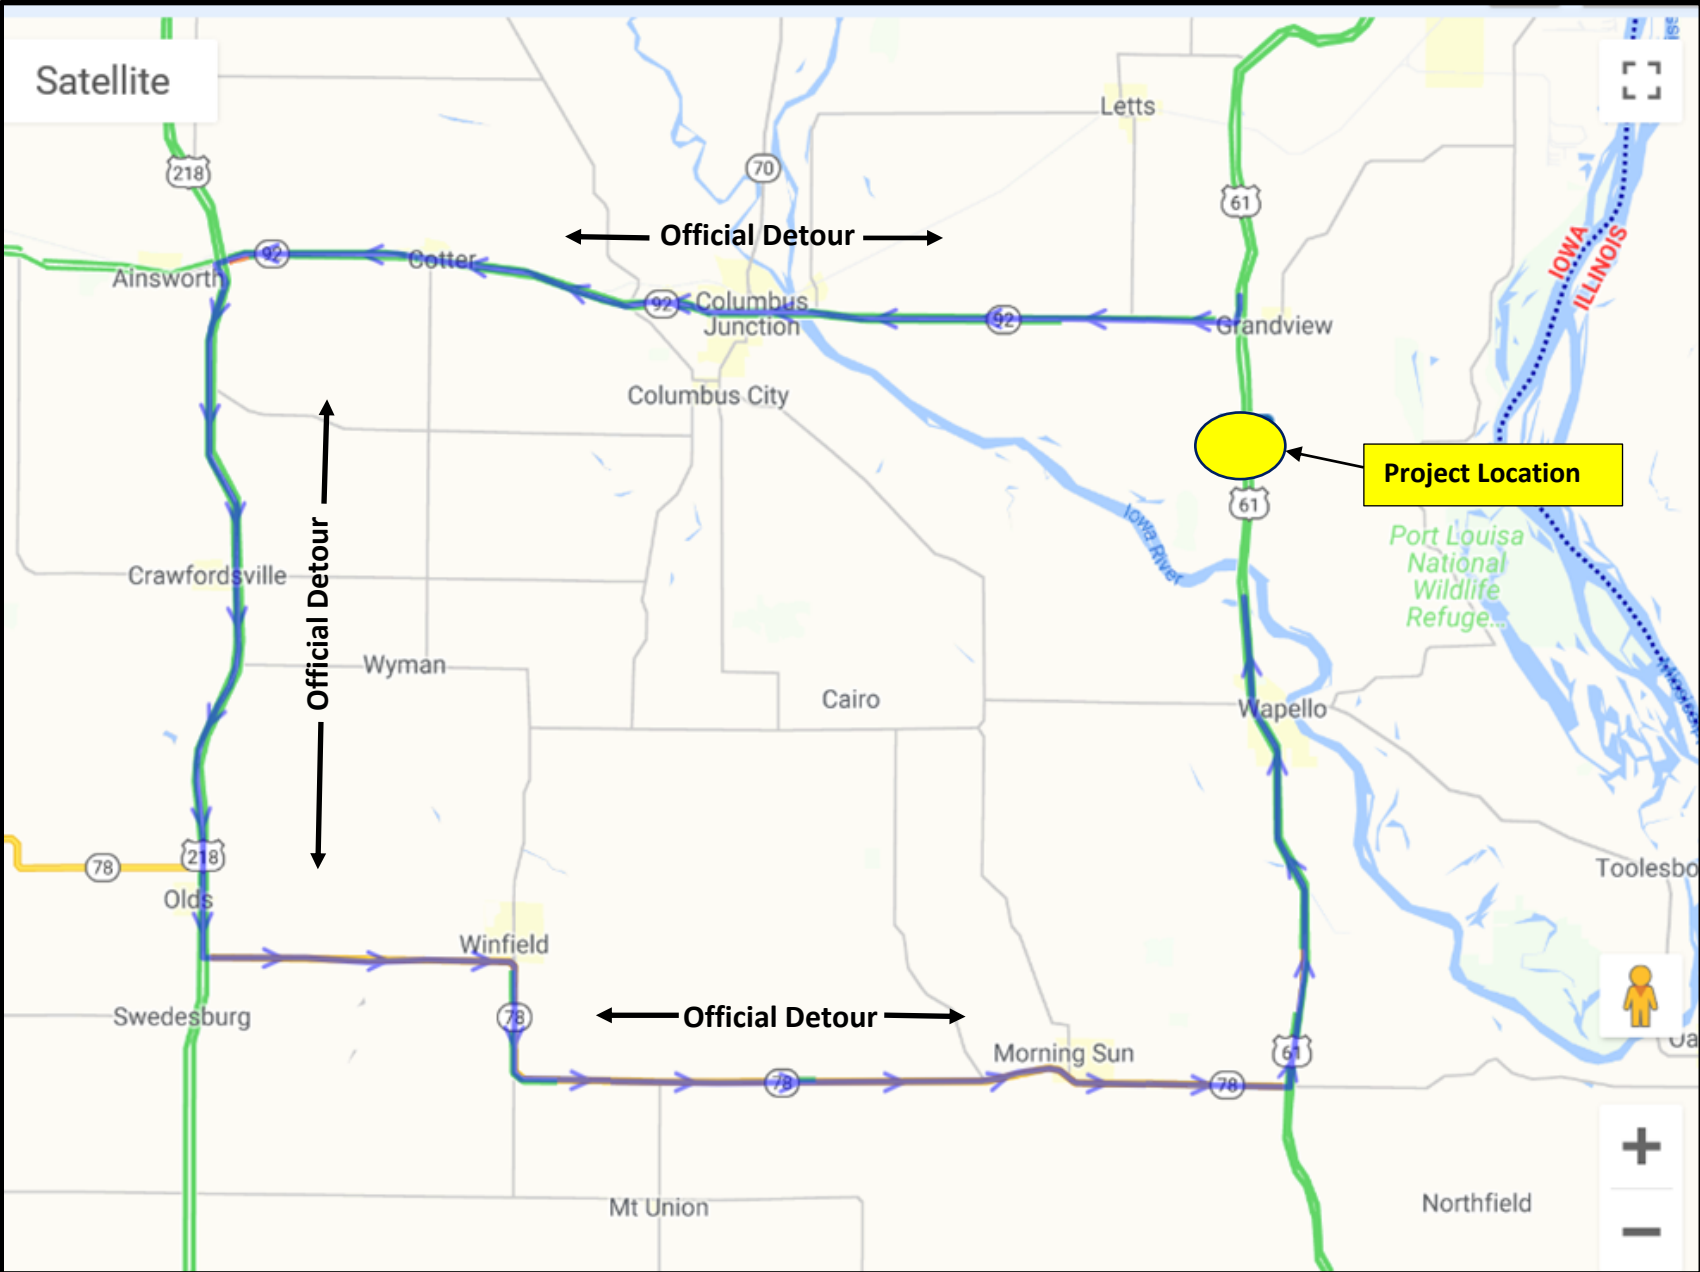 Satellite
218
70
Letts
61
IOWA
ILLINOIS
Official Detour
92
Cotter
Ainsworth
92
Columbus
Junction
92
Grandview
Columbus City
Project Location
61
Iowa River
Port Louisa
National
Wildlife
Refuge...
Crawfordsville
Official Detour
Wyman
Cairo
Wapello
78
218
Olds
Toolesbo
Winfield
Swedesburg
78
Official Detour
Morning Sun
61
Oa
78
78
Mt Union
Northfield